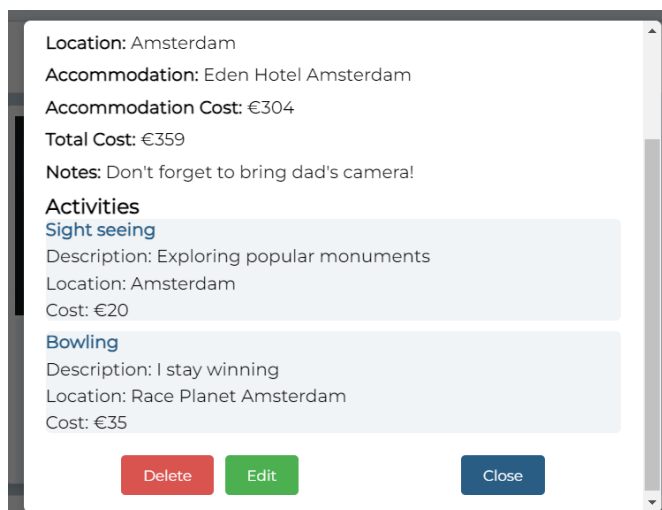 Location: Amsterdam
Accommodation: Eden Hotel Amsterdam
Accommodation Cost: €304
Total Cost: €359
Notes: Don't forget to bring dad's camera!
Activities
Sight seeing
Description: Exploring popular monuments
Location: Amsterdam
Cost: €20
Bowling
Description: I stay winning
Location: Race Planet Amsterdam
Cost: €35
Delete Edit Close